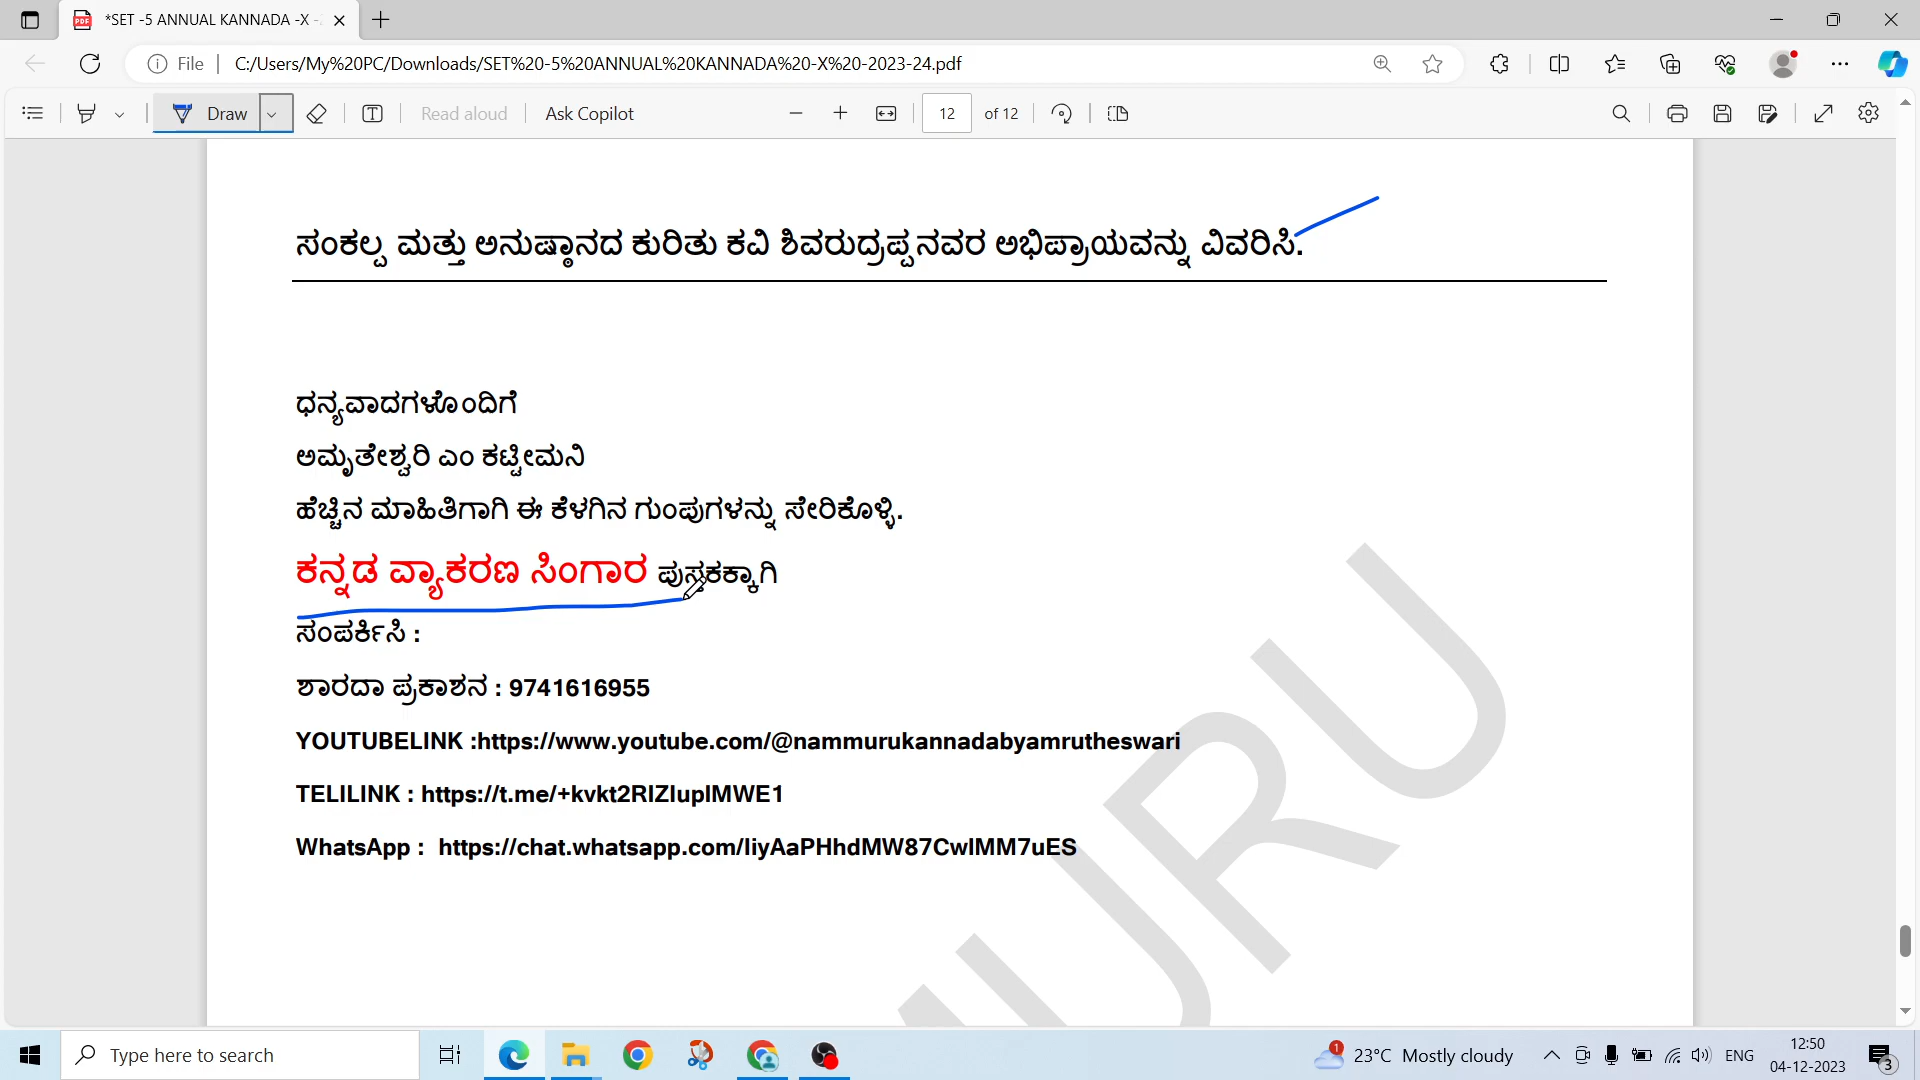 *SET -5 ANNUAL KANNADA -X -
File
C:/Users/My%20PC/Downloads/SET%20-5%20ANNUAL%20KANNADA%20-X%20-2023-24.pdf
Draw
Read aloud
Ask Copilot
12
of 12
ಸಂಕಲ್ಪ ಮತ್ತು ಅನುಷ್ಠಾನದ ಕುರಿತು ಕವಿ ಶಿವರುದ್ರಪ್ಪನವರ ಅಭಿಪ್ರಾಯವನ್ನು ವಿವರಿಸಿ.
ಧನ್ಯವಾದಗಳೊಂದಿಗೆ
ಅಮೃತೇಶ್ವರಿ ಎಂ ಕಟ್ಟೀಮನಿ
ಹೆಚ್ಚಿನ ಮಾಹಿತಿಗಾಗಿ ಈ ಕೆಳಗಿನ ಗುಂಪುಗಳನ್ನು ಸೇರಿಕೊಳ್ಳಿ.
ಕನ್ನಡ ವ್ಯಾಕರಣ ಸಿಂಗಾರ ಪುಸ್ತಕಕ್ಕಾಗಿ
ಸಂಪರ್ಕಿಸಿ :
ಶಾರದಾ ಪ್ರಕಾಶನ : 9741616955
YOUTUBELINK :https://www.youtube.com/@nammurukannadabyamrutheswari
TELILINK : https://t.me/+kvkt2RIZIupIMWE1
WhatsApp : https://chat.whatsapp.com/IiyAaPHhdMW87CwIMM7uES
MURU
Type here to search
1
23°C Mostly cloudy
ENG
12:50
04-12-2023
3